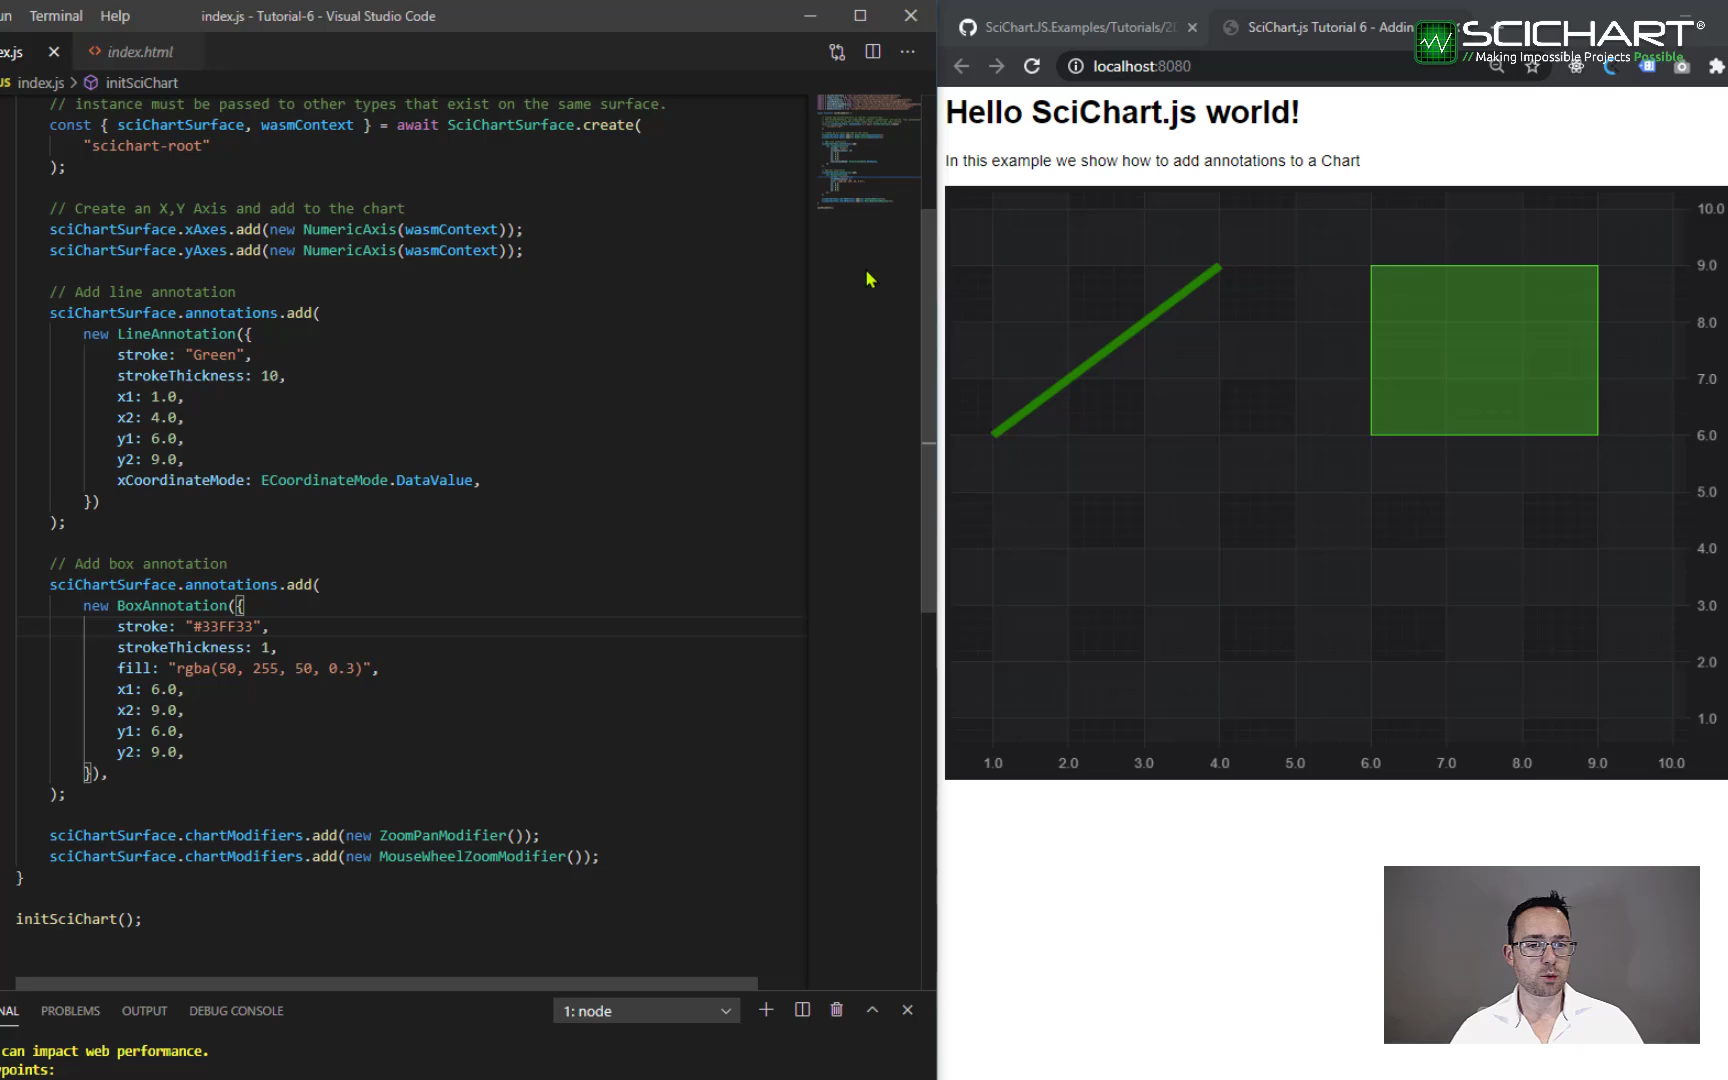 un Terminal Help index.js - Tutorial-6 - Visual Studio Code
ex.js index.html
JS index.js > initSciChart
// instance must be passed to other types that exist on the same surface.
const { sciChartSurface, wasmContext } = await SciChartSurface.create(
"scichart-root"
);
// Create an X,Y Axis and add to the chart
sciChartSurface.xAxes.add(new NumericAxis(wasmContext));
sciChartSurface.yAxes.add(new NumericAxis(wasmContext));
// Add line annotation
sciChartSurface.annotations.add(
new LineAnnotation({
stroke: "Green",
strokeThickness: 10,
x1: 1.0,
x2: 4.0,
y1: 6.0,
y2: 9.0,
xCoordinateMode: ECoordinateMode.DataValue,
})
);
// Add box annotation
sciChartSurface.annotations.add(
new BoxAnnotation({
stroke: "#33FF33",
strokeThickness: 1,
fill: "rgba(50, 255, 50, 0.3)",
x1: 6.0,
x2: 9.0,
y1: 6.0,
y2: 9.0,
}),
);
sciChartSurface.chartModifiers.add(new ZoomPanModifier());
sciChartSurface.chartModifiers.add(new MouseWheelZoomModifier());
}
initSciChart();
NAL PROBLEMS OUTPUT DEBUG CONSOLE 1: node
can impact web performance.
ypoints:
SciChart.JS.Examples/Tutorials/2D SciChart.js Tutorial 6 - Addin
SCICHART®
// Making Impossible Projects Possible
localhost:8080
Hello SciChart.js world!
In this example we show how to add annotations to a Chart
10.0
9.0
8.0
7.0
6.0
5.0
4.0
3.0
2.0
1.0
1.0 2.0 3.0 4.0 5.0 6.0 7.0 8.0 9.0 10.0